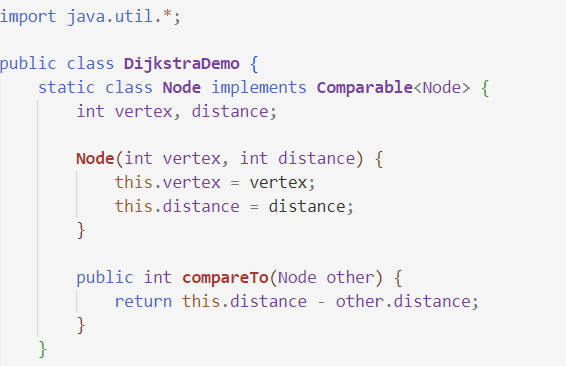 import java.util.*;
public class DijkstraDemo {
static class Node implements Comparable<Node> {
int vertex, distance;
Node(int vertex, int distance) {
this.vertex = vertex;
this.distance = distance;
}
public int compareTo(Node other) {
return this.distance - other.distance;
}
}